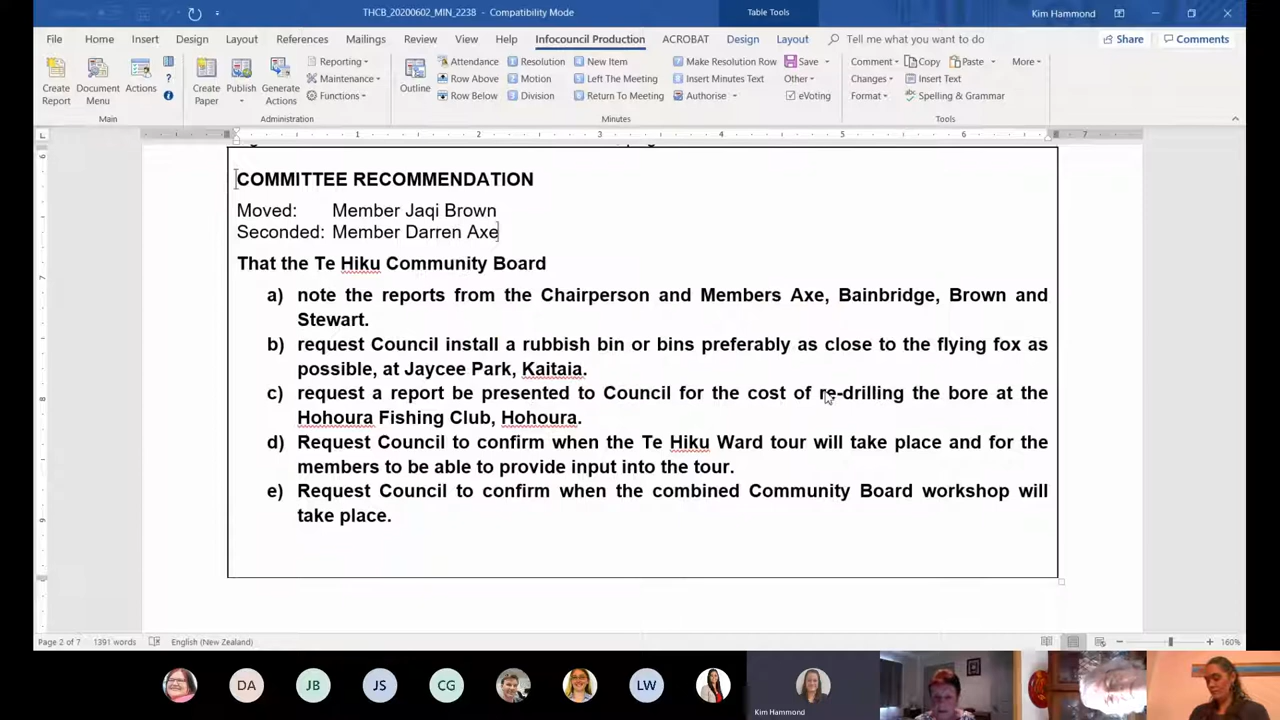 THCB_20200602_MIN_2238 - Compatibility Mode
Table Tools
Kim Hammond
File Home Insert Design Layout References Mailings Review View Help Infocouncil Production ACROBAT Design Layout Tell me what you want to do Share Comments
Attendance Resolution New Item Make Resolution Row Save Comment Copy Paste More
Reporting
Create Report Document Menu Actions Maintenance Create Paper Publish Generate Actions Outline Row Above Motion Left The Meeting Insert Minutes Text Other Changes Insert Text
Functions Row Below Division Return To Meeting Authorise eVoting Format Spelling & Grammar
Main Administration Minutes Tools
1 2 3 4 5 6 7
COMMITTEE RECOMMENDATION
Moved: Member Jaqi Brown
Seconded: Member Darren Axe
That the Te Hiku Community Board
a) note the reports from the Chairperson and Members Axe, Bainbridge, Brown and
Stewart.
b) request Council install a rubbish bin or bins preferably as close to the flying fox as
possible, at Jaycee Park, Kaitaia.
c) request a report be presented to Council for the cost of re-drilling the bore at the
Hohoura Fishing Club, Hohoura.
d) Request Council to confirm when the Te Hiku Ward tour will take place and for the
members to be able to provide input into the tour.
e) Request Council to confirm when the combined Community Board workshop will
take place.
Page 2 of 7 1391 words English (New Zealand) 160%
DA JB JS CG LW
Kim Hammond